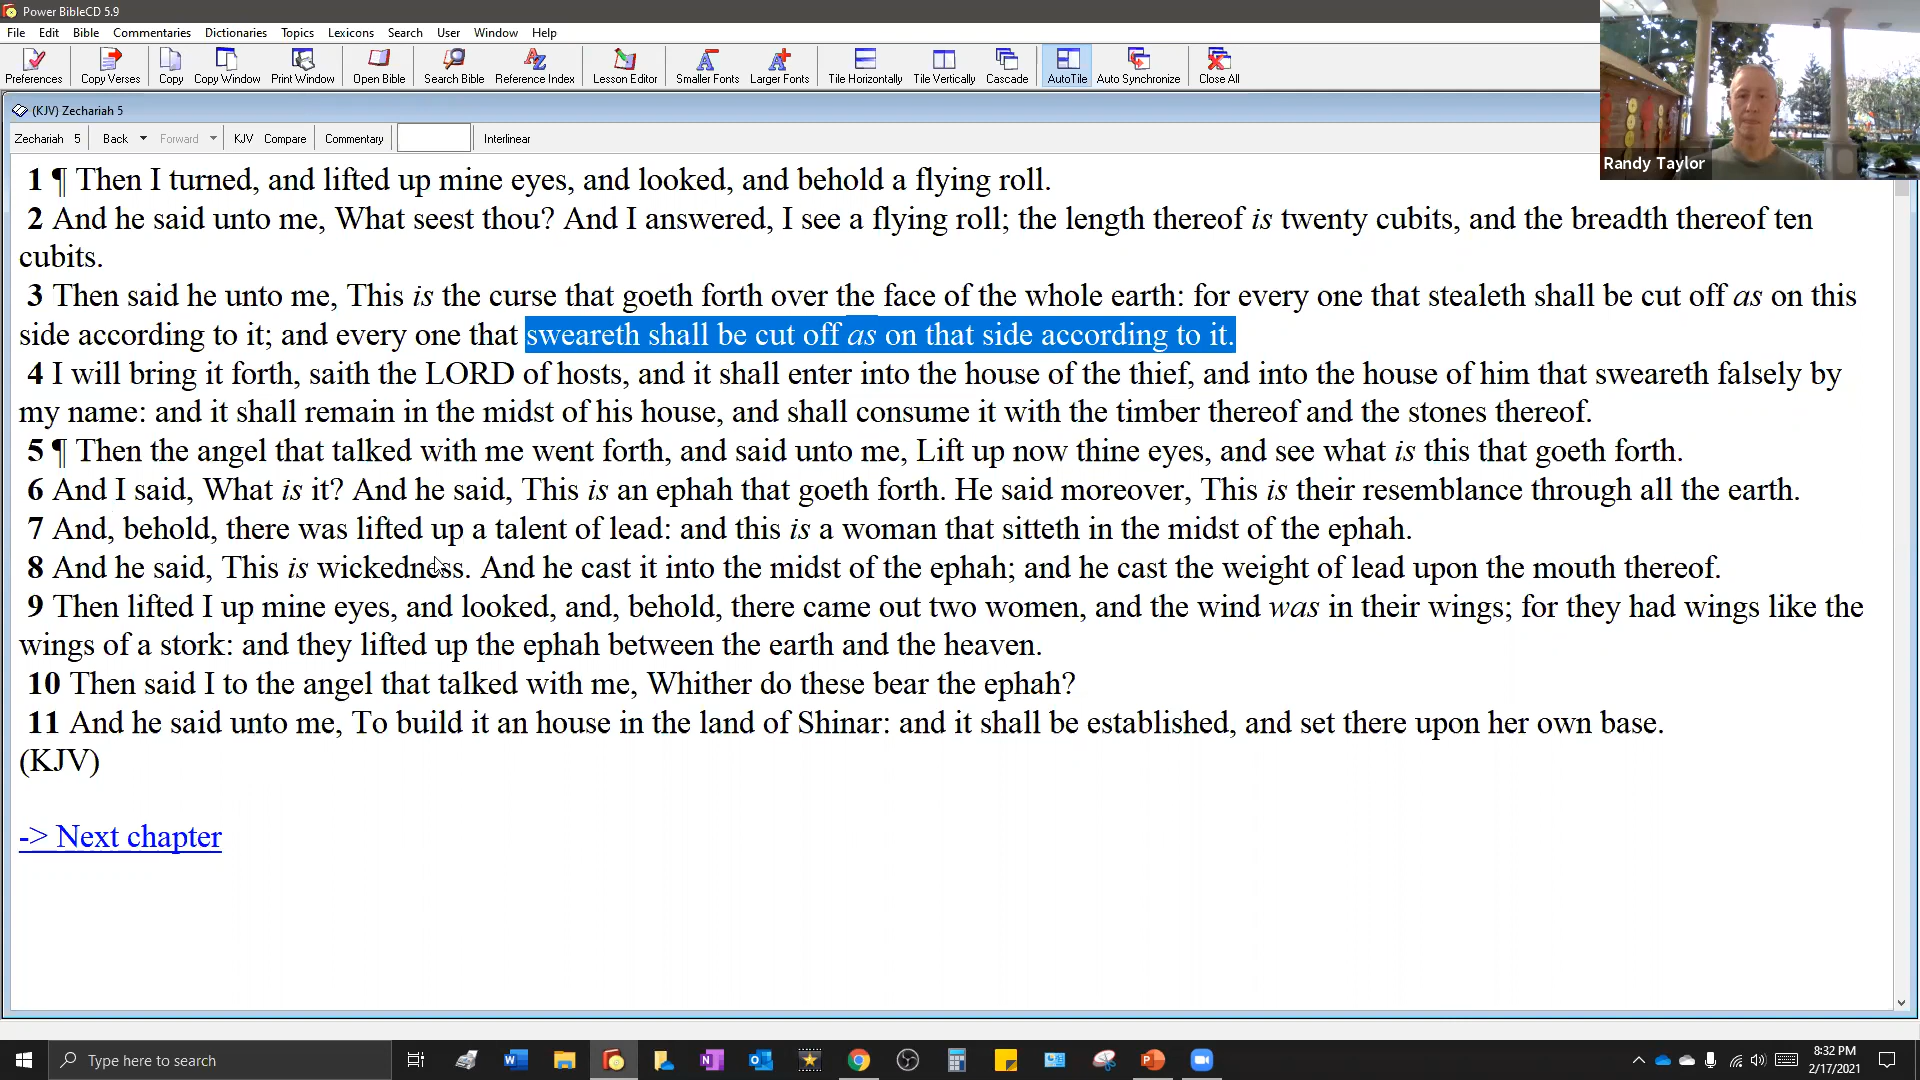 Power BibleCD 5.9
File Edit Bible Commentaries Dictionaries Topics Lexicons Search User Window Help
Preferences Copy Verses Copy Copy Window Print Window Open Bible Search Bible Reference Index Lesson Editor Smaller Fonts Larger Fonts Tile Horizontally Tile Vertically Cascade AutoTile Auto Synchronize Close All
(KJV) Zechariah 5
Zechariah 5 Back Forward KJV Compare Commentary Interlinear
Randy Taylor
1 ¶ Then I turned, and lifted up mine eyes, and looked, and behold a flying roll.
2 And he said unto me, What seest thou? And I answered, I see a flying roll; the length thereof is twenty cubits, and the breadth thereof ten
cubits.
3 Then said he unto me, This is the curse that goeth forth over the face of the whole earth: for every one that stealeth shall be cut off as on this
side according to it; and every one that sweareth shall be cut off as on that side according to it.
4 I will bring it forth, saith the LORD of hosts, and it shall enter into the house of the thief, and into the house of him that sweareth falsely by
my name: and it shall remain in the midst of his house, and shall consume it with the timber thereof and the stones thereof.
5 ¶ Then the angel that talked with me went forth, and said unto me, Lift up now thine eyes, and see what is this that goeth forth.
6 And I said, What is it? And he said, This is an ephah that goeth forth. He said moreover, This is their resemblance through all the earth.
7 And, behold, there was lifted up a talent of lead: and this is a woman that sitteth in the midst of the ephah.
8 And he said, This is wickedness. And he cast it into the midst of the ephah; and he cast the weight of lead upon the mouth thereof.
9 Then lifted I up mine eyes, and looked, and, behold, there came out two women, and the wind was in their wings; for they had wings like the
wings of a stork: and they lifted up the ephah between the earth and the heaven.
10 Then said I to the angel that talked with me, Whither do these bear the ephah?
11 And he said unto me, To build it an house in the land of Shinar: and it shall be established, and set there upon her own base.
(KJV)
-> Next chapter
Type here to search
8:32 PM
2/17/2021